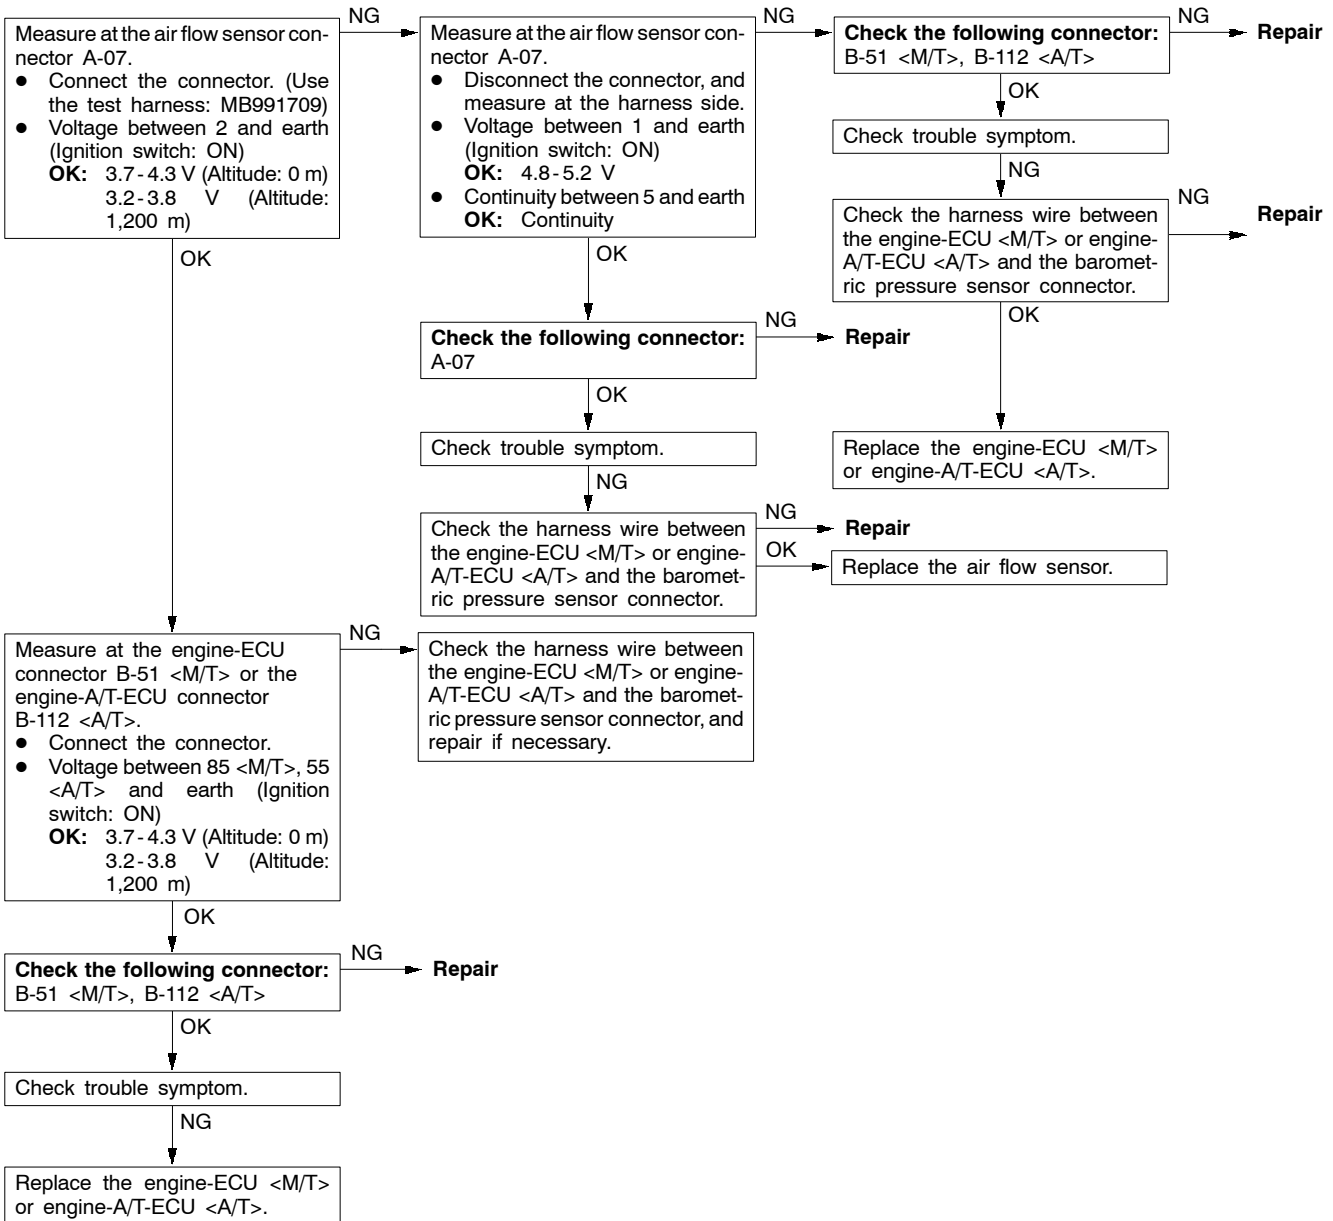 Measure at the air flow sensor con-
nector A-07.
● Connect the connector. (Use
the test harness: MB991709)
● Voltage between 2 and earth
(Ignition switch: ON)
OK: 3.7-4.3 V (Altitude: 0 m)
3.2-3.8 V (Altitude:
1,200 m)
NG
OK
Measure at the air flow sensor con-
nector A-07.
● Disconnect the connector, and
measure at the harness side.
● Voltage between 1 and earth
(Ignition switch: ON)
OK: 4.8-5.2 V
● Continuity between 5 and earth
OK: Continuity
NG
OK
Check the following connector:
B-51 <M/T>, B-112 <A/T>
NG
Repair
OK
Check trouble symptom.
NG
Check the harness wire between
the engine-ECU <M/T> or engine-
A/T-ECU <A/T> and the baromet-
ric pressure sensor connector.
NG
Repair
OK
Replace the engine-ECU <M/T>
or engine-A/T-ECU <A/T>.
Check the following connector:
A-07
NG
Repair
OK
Check trouble symptom.
NG
Check the harness wire between
the engine-ECU <M/T> or engine-
A/T-ECU <A/T> and the baromet-
ric pressure sensor connector.
NG
Repair
OK
Replace the air flow sensor.
Measure at the engine-ECU
connector B-51 <M/T> or the
engine-A/T-ECU connector
B-112 <A/T>.
● Connect the connector.
● Voltage between 85 <M/T>, 55
<A/T> and earth (Ignition
switch: ON)
OK: 3.7-4.3 V (Altitude: 0 m)
3.2-3.8 V (Altitude:
1,200 m)
NG
Check the harness wire between
the engine-ECU <M/T> or engine-
A/T-ECU <A/T> and the baromet-
ric pressure sensor connector, and
repair if necessary.
OK
Check the following connector:
B-51 <M/T>, B-112 <A/T>
NG
Repair
OK
Check trouble symptom.
NG
Replace the engine-ECU <M/T>
or engine-A/T-ECU <A/T>.